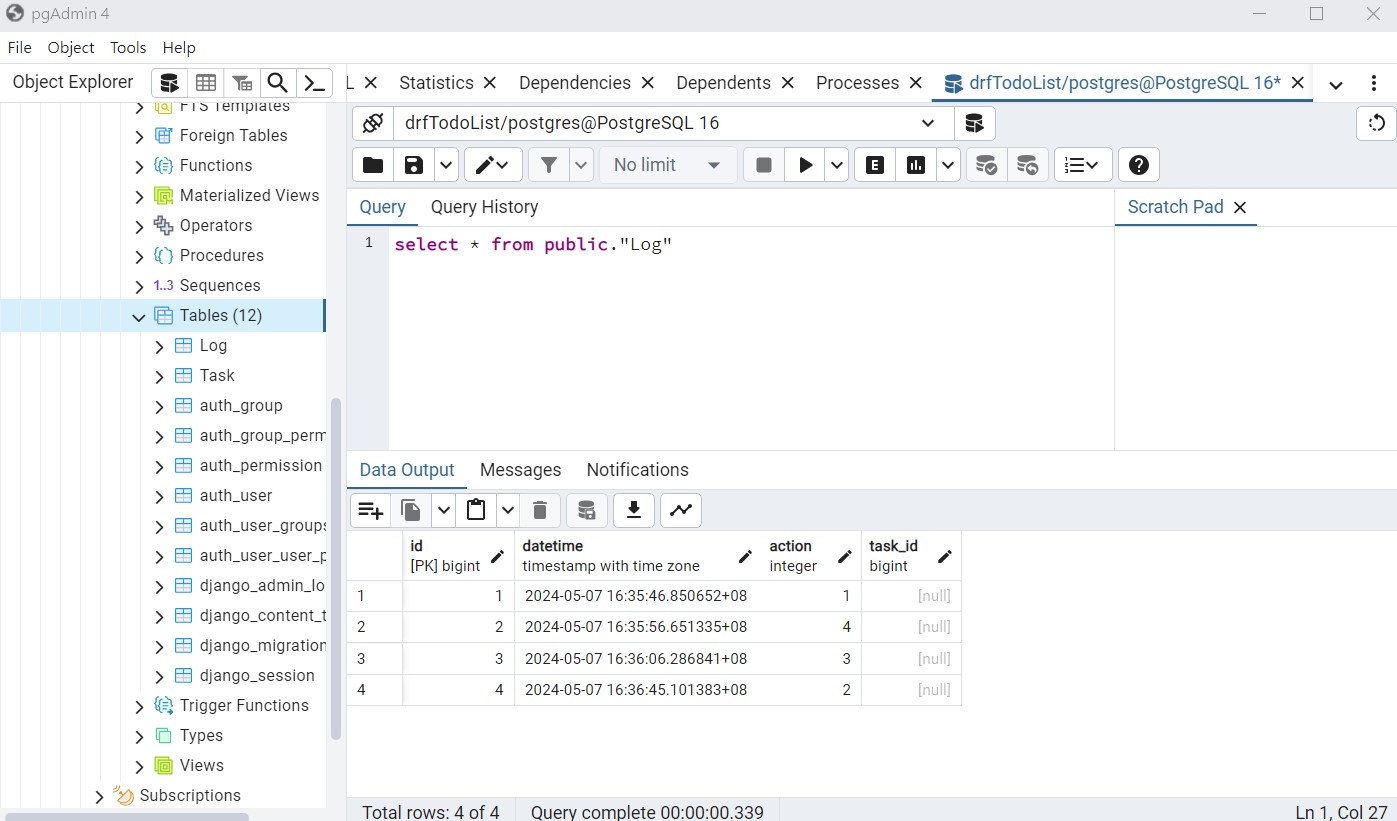 pgAdmin 4
File Object Tools Help
Object Explorer
L
Statistics
Dependencies
Dependents
Processes
drfTodoList/postgres@PostgreSQL 16*
FTS Templates
Foreign Tables
Functions
Materialized Views
Operators
Procedures
1..3 Sequences
Tables (12)
Log
Task
auth_group
auth_group_perm
auth_permission
auth_user
auth_user_groups
auth_user_user_p
django_admin_lo
django_content_t
django_migration
django_session
Trigger Functions
Types
Views
Subscriptions
drfTodoList/postgres@PostgreSQL 16
No limit
E
Query Query History
Scratch Pad
1 select * from public."Log"
Data Output Messages Notifications
id datetime action task_id
[PK] bigint timestamp with time zone integer bigint
1 1 2024-05-07 16:35:46.850652+08 1 [null]
2 2 2024-05-07 16:35:56.651335+08 4 [null]
3 3 2024-05-07 16:36:06.286841+08 3 [null]
4 4 2024-05-07 16:36:45.101383+08 2 [null]
Total rows: 4 of 4 Query complete 00:00:00.339 Ln 1, Col 27